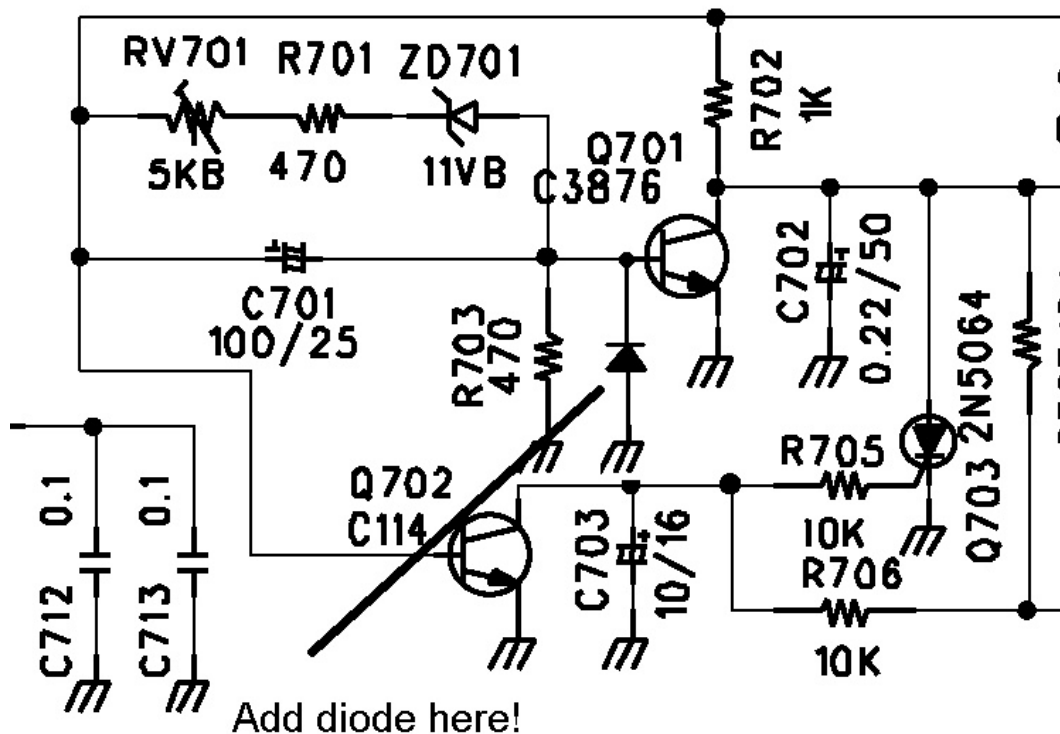 RV701
R701
ZD701
R702
1K
5KB
470
11VB
Q701
C3876
C701
100/25
R703
470
C702
0.22/50
Q703 2N5064
Q702
C114
R705
10K
C703
10/16
R706
10K
0.1
0.1
C712
C713
Add diode here!